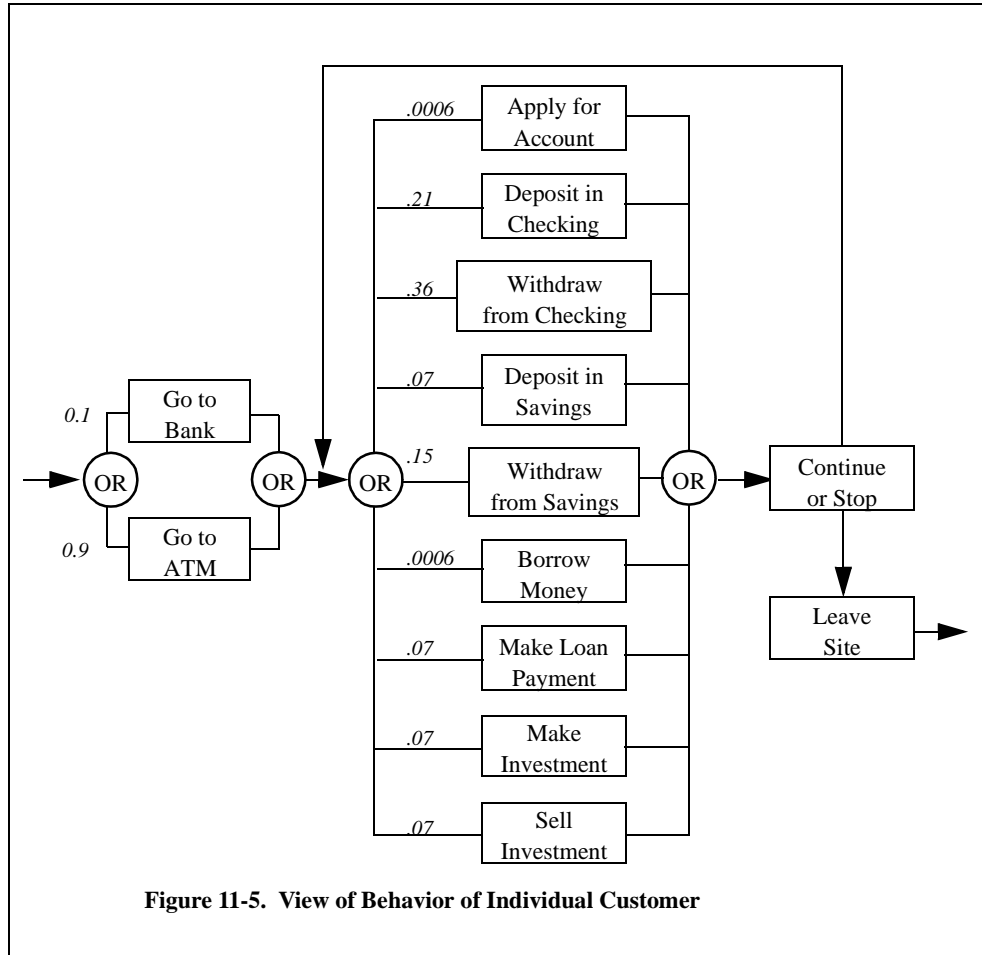 .0006
Apply for
Account
.21
Deposit in
Checking
.36
Withdraw
from Checking
.07
Deposit in
Savings
0.1
Go to
Bank
OR
OR
0.9
Go to
ATM
OR
.15
Withdraw
from Savings
OR
Continue
or Stop
.0006
Borrow
Money
Leave
Site
.07
Make Loan
Payment
.07
Make
Investment
.07
Sell
Investment
Figure 11-5. View of Behavior of Individual Customer